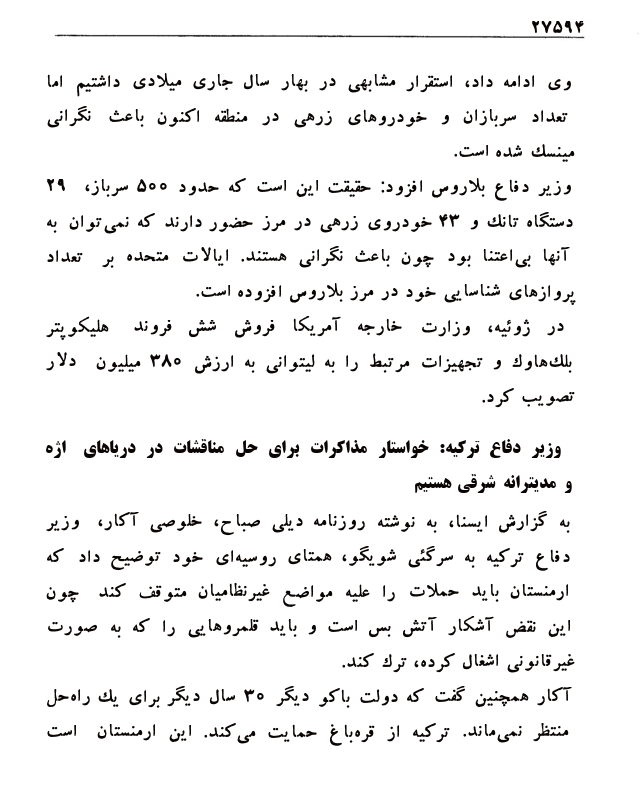 ۲۷۵۹۴
وی ادامه داد، استقرار مشابهی در بهار سال جاری میلادی داشتیم اما
تعداد سربازان و خودروهای زرهی در منطقه اکنون باعث نگرانی
مینسك شده است.
وزیر دفاع بلاروس افزود: حقیقت این است که حدود ۵۰۰ سرباز، ۲۹
دستگاه تانك و ۴۳ خودروی زرهی در مرز حضور دارند که نمی‌توان به
آنها بی‌اعتنا بود چون باعث نگرانی هستند. ایالات متحده بر تعداد
پروازهای شناسایی خود در مرز بلاروس افزوده است.
در ژوئیه، وزارت خارجه آمریکا فروش شش فروند هلیکوپتر
بلك‌هاوك و تجهیزات مرتبط را به لیتوانی به ارزش ۳۸۰ میلیون دلار
تصویب کرد.
وزیر دفاع ترکیه: خواستار مذاکرات برای حل مناقشات در دریاهای اژه
و مدیترانه شرقی هستیم
به گزارش ایسنا، به نوشته روزنامه دیلی صباح، خلوصی آکار، وزیر
دفاع ترکیه به سرگئی شویگو، همتای روسیه‌ای خود توضیح داد که
ارمنستان باید حملات را علیه مواضع غیرنظامیان متوقف کند چون
این نقض آشکار آتش بس است و باید قلمروهایی را که به صورت
غیرقانونی اشغال کرده، ترك کند.
آکار همچنین گفت که دولت باکو دیگر ۳۰ سال دیگر برای یك راه‌حل
منتظر نمی‌ماند. ترکیه از قره‌باغ حمایت می‌کند. این ارمنستان است